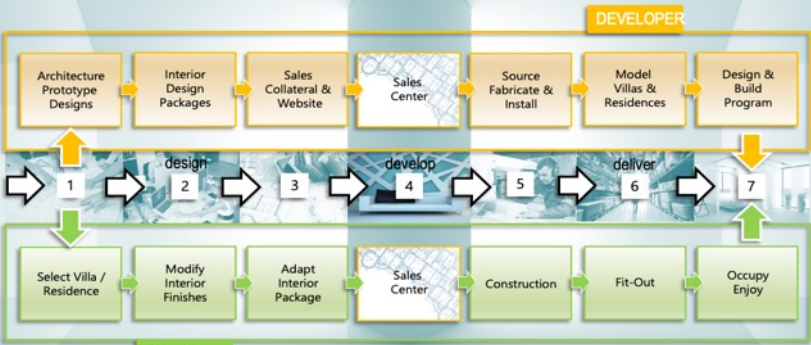 DEVELOPER
Architecture
Prototype
Designs
Interior
Design
Packages
Sales
Collateral &
Website
Sales
Center
Source
Fabricate &
Install
Model
Villas &
Residences
Design &
Build
Program
design
develop
deliver
1
2
3
4
5
6
7
Select Villa /
Residence
Modify
Interior
Finishes
Adapt
Interior
Package
Sales
Center
Construction
Fit-Out
Occupy
Enjoy